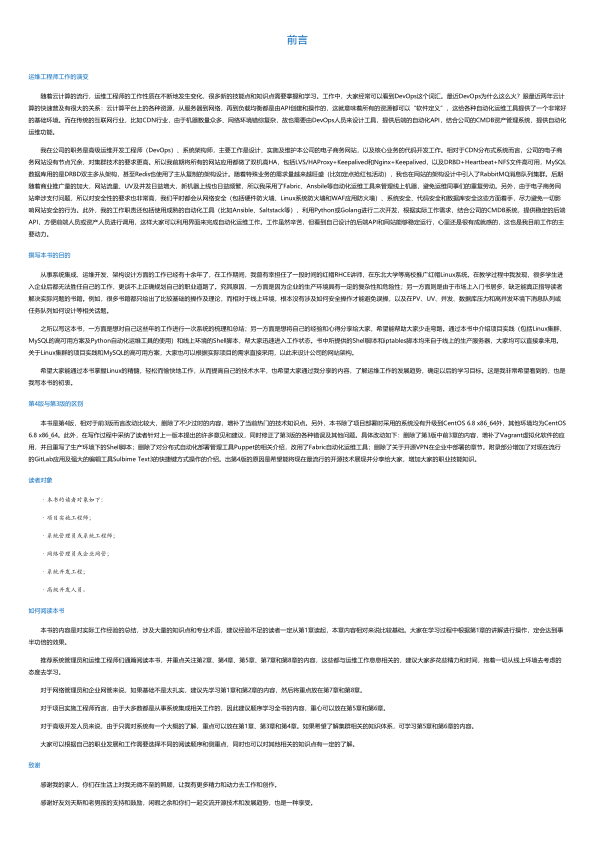 前言
运维工程师工作的演变
随着云计算的流行，运维工程师的工作性质在不断地发生变化，很多新的技能点和知识点需要掌握和学习。工作中，大家经常可以看到DevOps这个词汇。最近DevOps为什么这么火？跟最近两年云计
算的快速普及有很大的关系：云计算平台上的各种资源，从服务器到网络，再到负载均衡都是由API创建和操作的，这就意味着所有的资源都可以“软件定义”，这给各种自动化运维工具提供了一个非常好
的基础环境。而在传统的互联网行业，比如CDN行业，由于机器数量众多、网络环境错综复杂，故也需要由DevOps人员来设计工具，提供后端的自动化API，结合公司的CMDB资产管理系统，提供自动化
运维功能。
我在公司的职务是高级运维开发工程师（DevOps）、系统架构师，主要工作是设计、实施及维护本公司的电子商务网站，以及核心业务的代码开发工作。相对于CDN分布式系统而言，公司的电子商
务网站没有节点冗余，对集群技术的要求更高。所以我前期将所有的网站应用都做了双机高HA，包括LVS/HAProxy+Keepalived和Nginx+Keepalived，以及DRBD+Heartbeat+NFS文件高可用，MySQL
数据库用的是DRBD双主多从架构，甚至Redis也使用了主从复制的架构设计。随着特殊业务的需求量越来越旺盛（比如定点抢红包活动），我也在网站的架构设计中引入了RabbitMQ消息队列集群。后期
随着商业推广的加大、网站流量、UV及并发日益增大，新机器上线也日益频繁，所以我采用了Fabric、Ansible等自动化运维工具来管理线上机器，避免运维同事们的重复劳动。另外，由于电子商务网
站牵涉支付问题，所以对安全性的要求也非常高，我们平时都会从网络安全（包括硬件防火墙、Linux系统防火墙和WAF应用防火墙）、系统安全、代码安全和数据库安全这些方面着手，尽力避免一切影
响网站安全的行为。此外，我的工作职责还包括使用成熟的自动化工具（比如Ansible、Saltstack等），利用Python或Golang进行二次开发，根据实际工作需求，结合公司的CMDB系统，提供稳定的后端
API，方便前端人员或资产人员进行调用，这样大家可以利用界面来完成自动化运维工作。工作虽然辛苦，但看到自己设计的后端API和网站能够稳定运行，心里还是很有成就感的，这也是我目前工作的主
要动力。
撰写本书的目的
从事系统集成、运维开发、架构设计方面的工作已经有十余年了，在工作期间，我曾有幸担任了一段时间的红帽RHCE讲师，在东北大学等高校推广红帽Linux系统。在教学过程中我发现，很多学生进
入企业后都无法胜任自己的工作，更谈不上正确规划自己的职业道路了。究其原因，一方面是因为企业的生产环境具有一定的复杂性和危险性；另一方面则是由于市场上入门书居多，缺乏能真正指导读者
解决实际问题的书籍。例如，很多书籍都只给出了比较基础的操作及理论，而相对于线上环境，根本没有涉及如何安全操作才能避免误操，以及在PV、UV、并发、数据库压力和高并发环境下消息队列或
任务队列如何设计等相关话题。
之所以写这本书，一方面是想对自己这些年的工作进行一次系统的梳理和总结；另一方面是想将自己的经验和心得分享给大家，希望能帮助大家少走弯路。通过本书中介绍项目实践（包括Linux集群、
MySQL的高可用方案及Python自动化运维工具的使用）和线上环境的Shell脚本，帮大家迅速进入工作状态。书中所提供的Shell脚本和iptables脚本均来自于线上的生产服务器，大家均可以直接拿来用。
关于Linux集群的项目实践和MySQL的高可用方案，大家也可以根据实际项目的需求直接采用，以此来设计公司的网站架构。
希望大家能通过本书掌握Linux的精髓，轻松而愉快地工作，从而提高自己的技术水平，也希望大家通过我分享的内容，了解运维工作的发展趋势，确定以后的学习目标。这是我非常希望看到的，也是
我写本书的初衷。
第4版与第3版的区别
本书是第4版，相对于前3版而言改动比较大，删除了不少过时的内容，增补了当前热门的技术知识点。另外，本书除了项目部署时采用的系统没有升级到CentOS 6.8 x86_64外，其他环境均为CentOS
6.8 x86_64。此外，在写作过程中采纳了读者针对上一版本提出的许多意见和建议，同时修正了第3版的各种错误及其他问题。具体改动如下：删除了第3版中前3章的内容，增补了Vagrant虚拟化软件的应
用，并且重写了生产环境下的Shell脚本；删除了对分布式自动化部署管理工具Puppet的相关介绍，改用了Fabric自动化运维工具；删除了关于开源VPN在企业中部署的章节。附录部分增加了对现在流行
的GitLab应用及强大的编辑工具Sulbime Text3的快捷键方式操作的介绍。出第4版的原因是希望能将现在最流行的开源技术展现并分享给大家，增加大家的职业技能知识。
读者对象
·本书的读者对象如下：
·项目实施工程师；
·系统管理员或系统工程师；
·网络管理员或企业网管；
·系统开发工程；
·高级开发人员。
如何阅读本书
本书的内容是对实际工作经验的总结，涉及大量的知识点和专业术语，建议经验不足的读者一定从第1章读起，本章内容相对来说比较基础。大家在学习过程中根据第1章的讲解进行操作，定会达到事
半功倍的效果。
推荐系统管理员和运维工程师们通篇阅读本书，并重点关注第2章、第4章、第5章、第7章和第8章的内容，这些都与运维工作息息相关的，建议大家多花些精力和时间，抱着一切从线上环境去考虑的
态度去学习。
对于网络管理员和企业网管来说，如果基础不是太扎实，建议先学习第1章和第2章的内容，然后将重点放在第7章和第8章。
对于项目实施工程师而言，由于大多数都是从事系统集成相关工作的，因此建议顺序学习全书的内容，重心可以放在第5章和第6章。
对于高级开发人员来说，由于只需对系统有一个大概的了解，重点可以放在第1章、第3章和第4章。如果希望了解集群相关的知识体系，可学习第5章和第6章的内容。
大家可以根据自己的职业发展和工作需要选择不同的阅读顺序和侧重点，同时也可以对其他相关的知识点有一定的了解。
致谢
感谢我的家人，你们在生活上对我无微不至的照顾，让我有更多精力和动力去工作和创作。
感谢好友刘天斯和老男孩的支持和鼓励，闲暇之余和你们一起交流开源技术和发展趋势，也是一种享受。